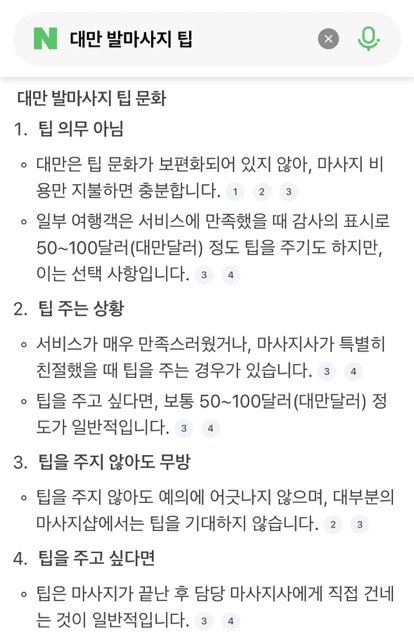 N 대만 발마사지 팁
대만 발마사지 팁 문화
1. 팁 의무 아님
대만은 팁 문화가 보편화되어 있지 않아, 마사지 비
용만 지불하면 충분합니다. 1 2 3
일부 여행객은 서비스에 만족했을 때 감사의 표시로
50~100달러(대만달러) 정도 팁을 주기도 하지만,
이는 선택 사항입니다. 3 4
2. 팁 주는 상황
서비스가 매우 만족스러웠거나, 마사지사가 특별히
친절했을 때 팁을 주는 경우가 있습니다. 3 4
팁을 주고 싶다면, 보통 50~100달러(대만달러) 정
도가 일반적입니다. 3 4
3. 팁을 주지 않아도 무방
팁을 주지 않아도 예의에 어긋나지 않으며, 대부분의
마사지샵에서는 팁을 기대하지 않습니다. 2 3
4. 팁을 주고 싶다면
팁은 마사지가 끝난 후 담당 마사지사에게 직접 건네
는 것이 일반적입니다. 3 4